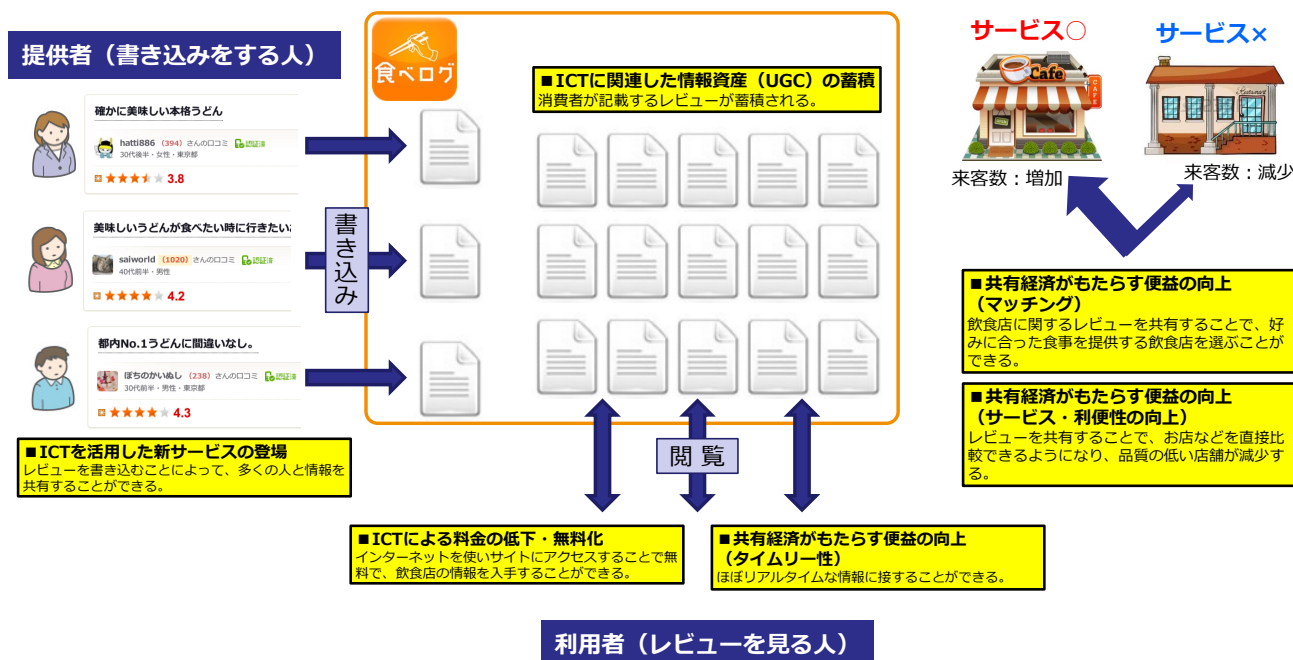 提供者（書き込みをする人）
確かに美味しい本格うどん
hatti886（394）さんの口コミ 認証済
30代後半・女性・東京都
★★★★★ 3.8
美味しいうどんが食べたい時に行きたい
saiworld（1020）さんの口コミ 認証済
40代前半・男性
★★★★★ 4.2
都内No.1うどんに間違いなし。
ぽちのかいぬし（238）さんの口コミ 認証済
30代前半・男性・東京都
★★★★★ 4.3
■ICTを活用した新サービスの登場
レビューを書き込むことによって、多くの人と情報を
共有することができる。
書き込み
食べログ
■ICTに関連した情報資産（UGC）の蓄積
消費者が記載するレビューが蓄積される。
閲覧
■ICTによる料金の低下・無料化
インターネットを使いサイトにアクセスすることで無
料で、飲食店の情報を入手することができる。
■共有経済がもたらす便益の向上
（タイムリー性）
ほぼリアルタイムな情報に接することができる。
利用者（レビューを見る人）
サービス○
サービス×
Cafe
CAFE
Restaurant
来客数：増加
来客数：減少
■共有経済がもたらす便益の向上
（マッチング）
飲食店に関するレビューを共有することで、好
みに合った食事を提供する飲食店を選ぶことが
できる。
■共有経済がもたらす便益の向上
（サービス・利便性の向上）
レビューを共有することで、お店などを直接比
較できるようになり、品質の低い店舗が減少す
る。